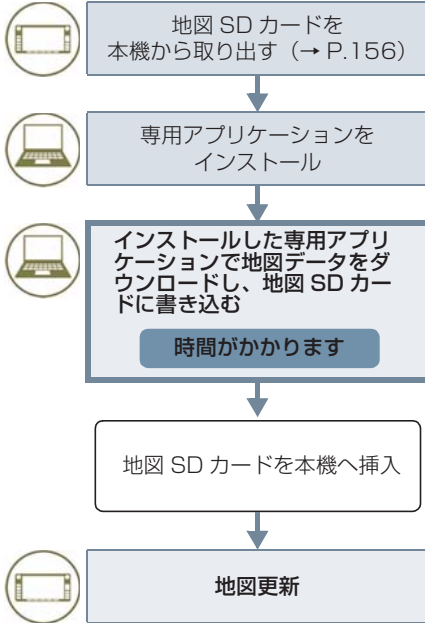 地図 SD カードを
本機から取り出す（→ P.156）
専用アプリケーションを
インストール
インストールした専用アプリ
ケーションで地図データをダ
ウンロードし、地図 SD カー
ドに書き込む
時間がかかります
地図 SD カードを本機へ挿入
地図更新